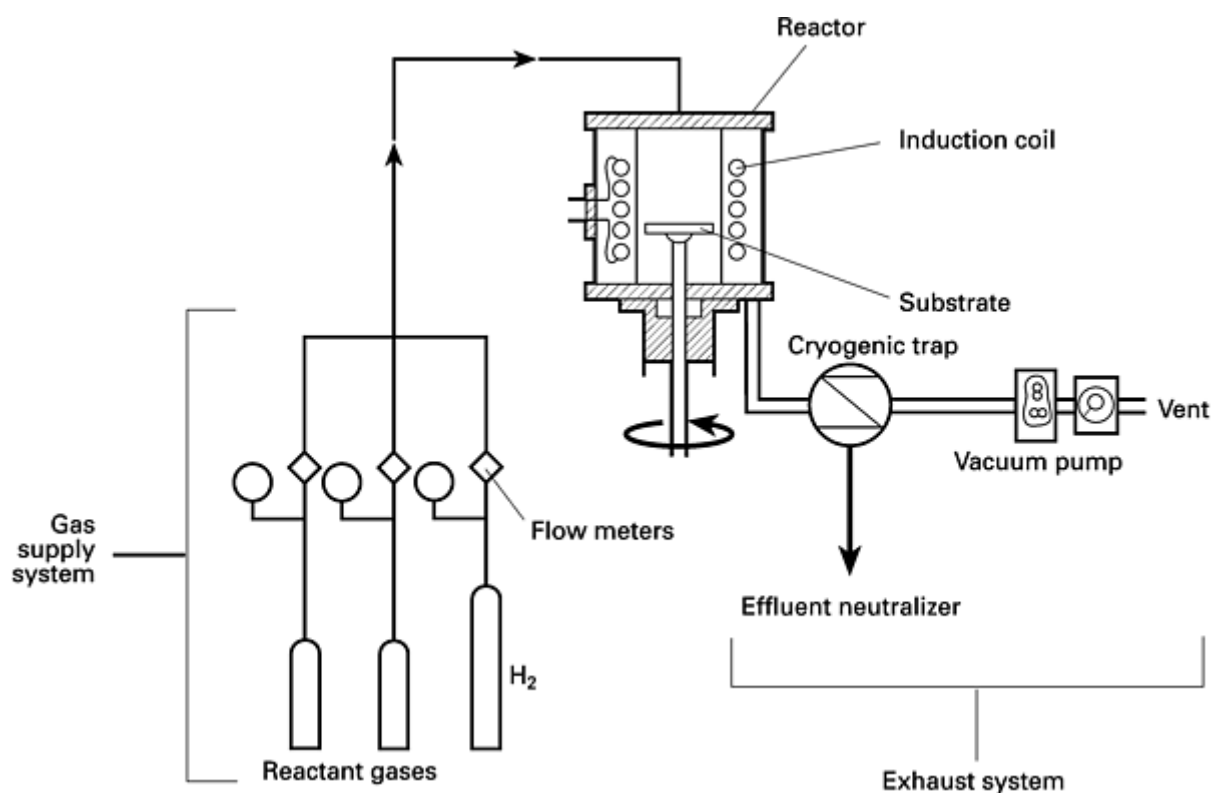 Reactor
Induction coil
Substrate
Cryogenic trap
Vent
Vacuum pump
Flow meters
Gas
supply
system
Effluent neutralizer
H₂
Reactant gases
Exhaust system